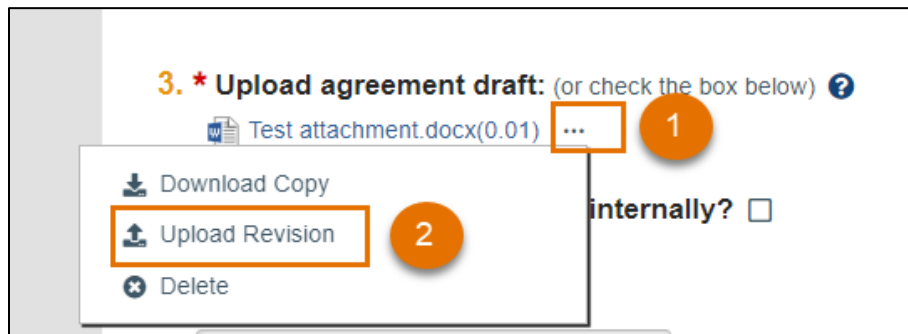 3. * Upload agreement draft: (or check the box below) ?
W Test attachment.docx(0.01) ... 1
Download Copy
internally?
Upload Revision 2
Delete